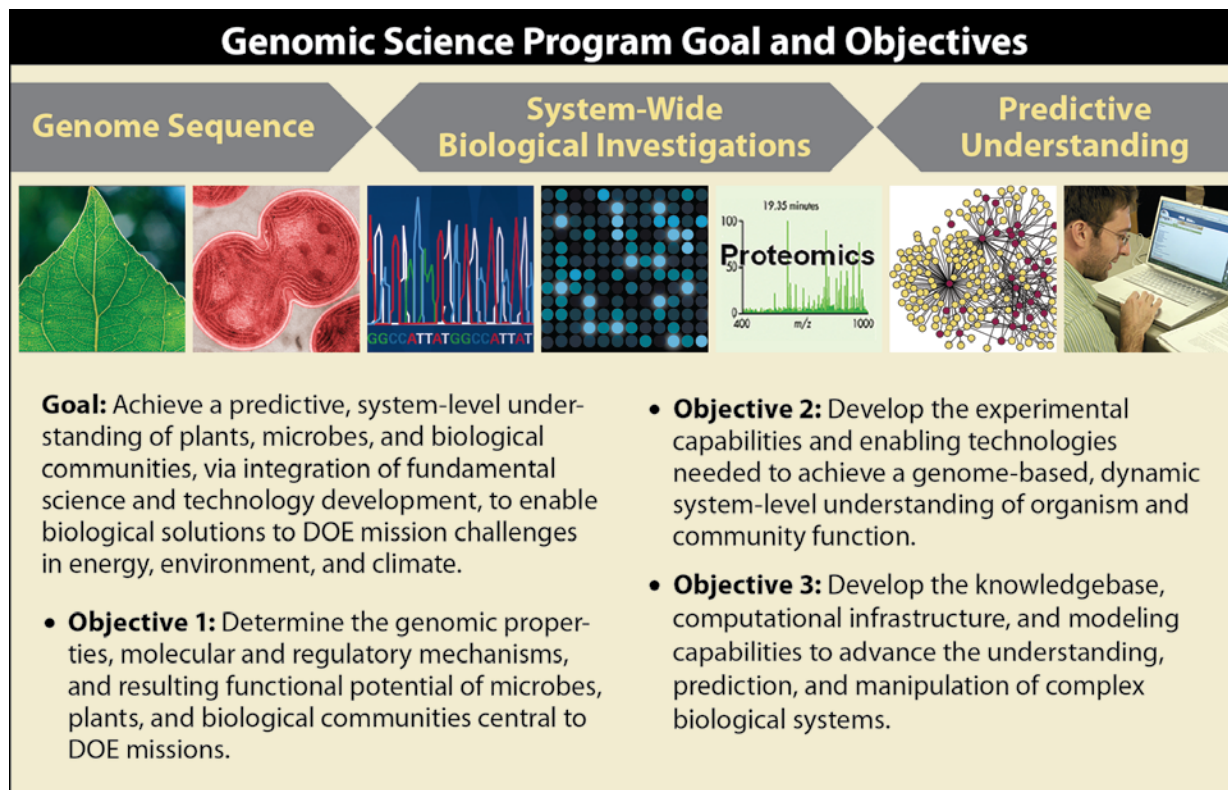 Genomic Science Program Goal and Objectives
Genome Sequence
System-Wide
Biological Investigations
Predictive
Understanding
GGCCATTATGGCCATTAT
19.35 minutes
100
Proteomics
50
0
400 m/z 1000
Goal: Achieve a predictive, system-level under-
standing of plants, microbes, and biological
communities, via integration of fundamental
science and technology development, to enable
biological solutions to DOE mission challenges
in energy, environment, and climate.
• Objective 1: Determine the genomic proper-
ties, molecular and regulatory mechanisms,
and resulting functional potential of microbes,
plants, and biological communities central to
DOE missions.
• Objective 2: Develop the experimental
capabilities and enabling technologies
needed to achieve a genome-based, dynamic
system-level understanding of organism and
community function.
• Objective 3: Develop the knowledgebase,
computational infrastructure, and modeling
capabilities to advance the understanding,
prediction, and manipulation of complex
biological systems.